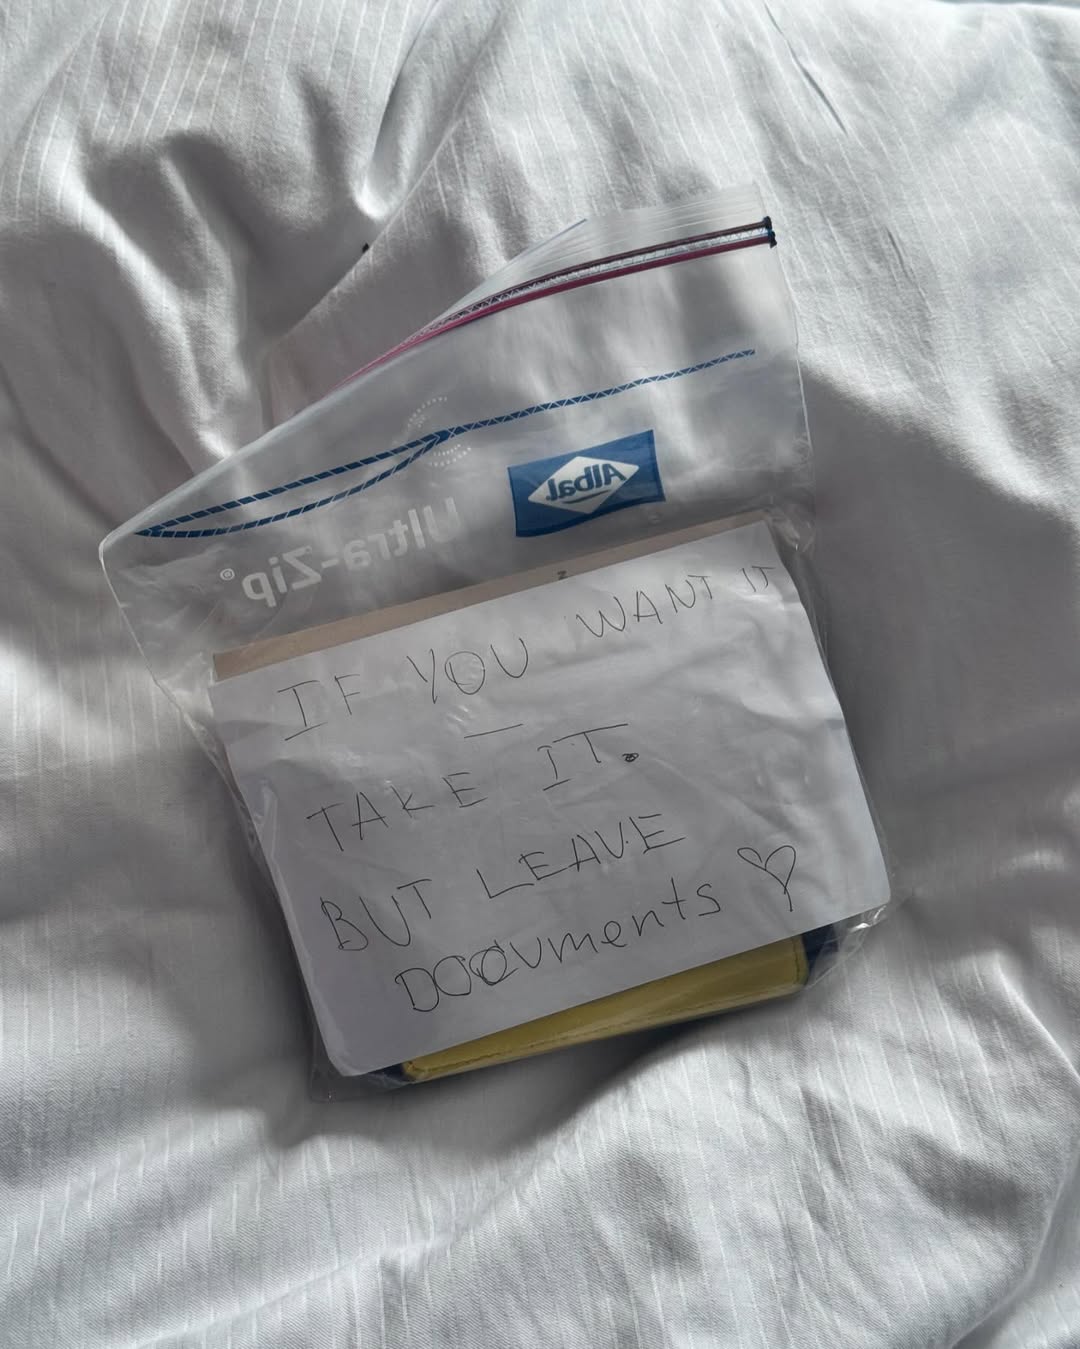 Albal
Ultra-Zip®
IF YOU WANT IT
TAKE IT.
BUT LEAVE
DOCUments ♡